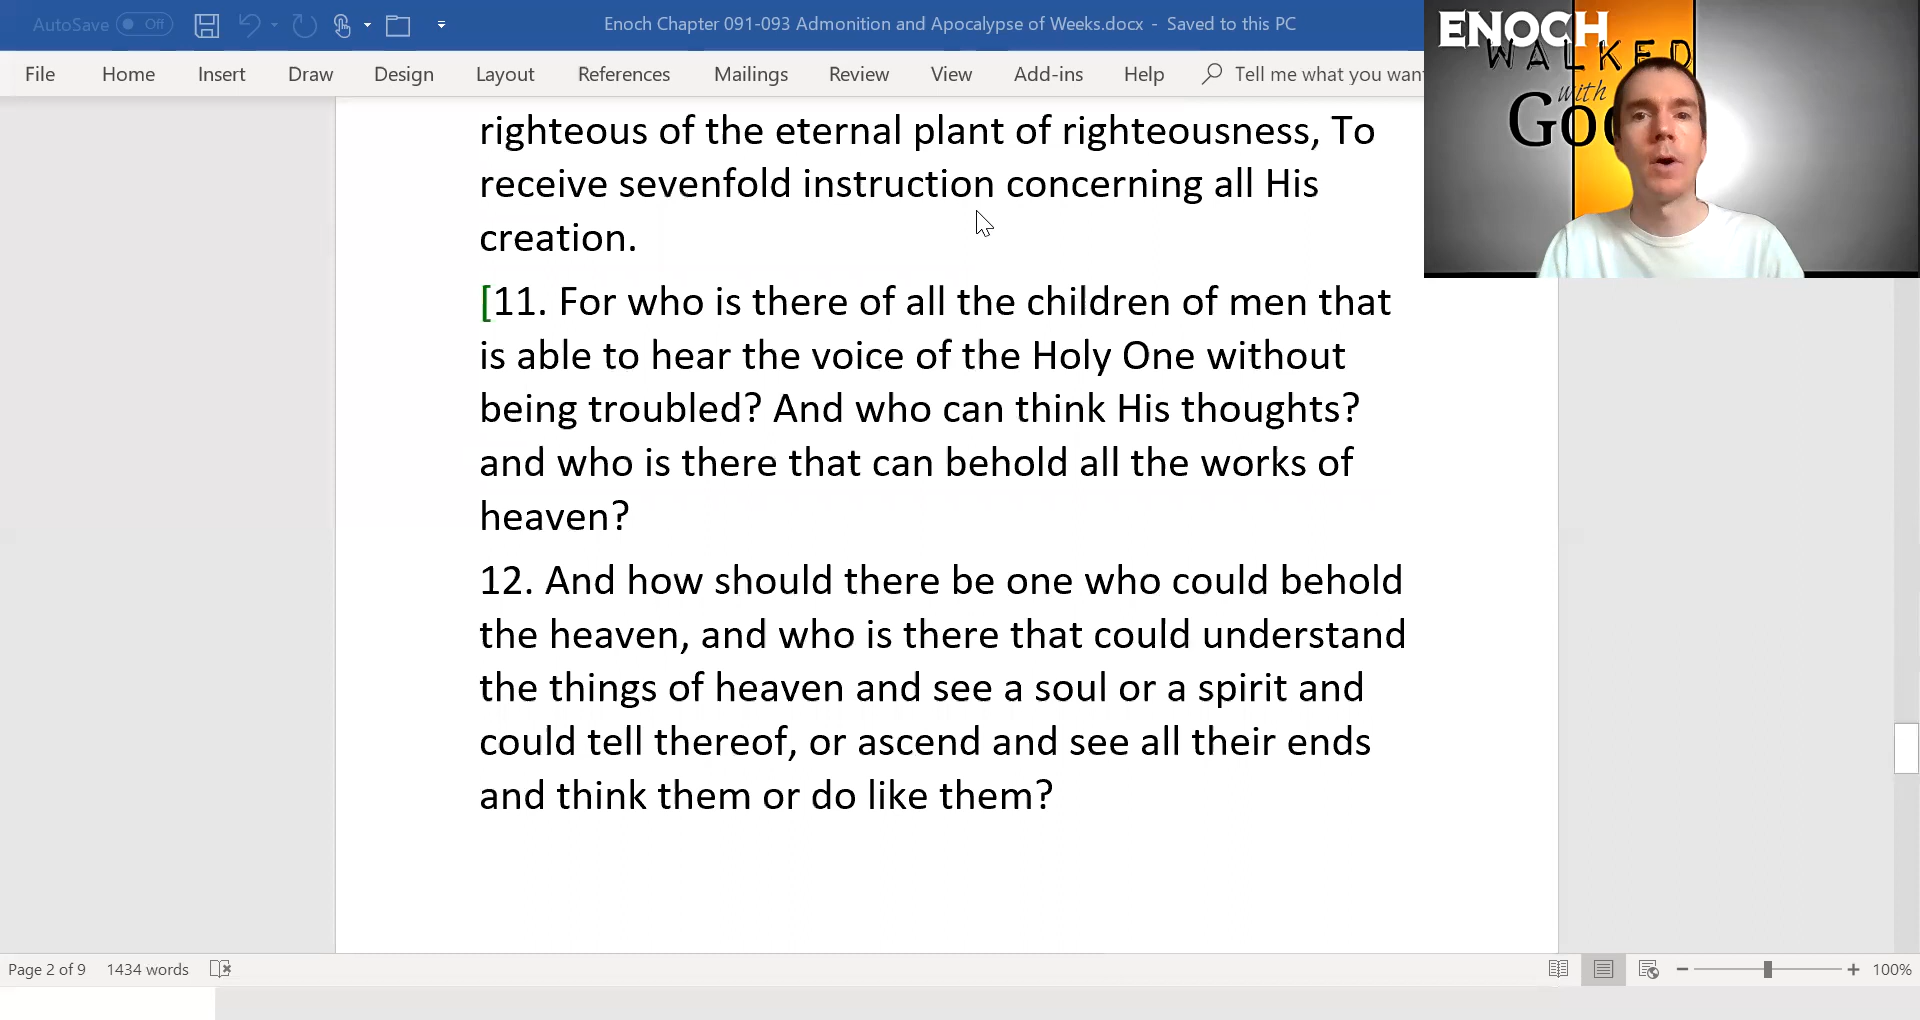 AutoSave Off
Enoch Chapter 091-093 Admonition and Apocalypse of Weeks.docx - Saved to this PC
File Home Insert Draw Design Layout References Mailings Review View Add-ins Help Tell me what you wan
ENOCH
WALKED
with
righteous of the eternal plant of righteousness, To
receive sevenfold instruction concerning all His
creation.
[11. For who is there of all the children of men that
is able to hear the voice of the Holy One without
being troubled? And who can think His thoughts?
and who is there that can behold all the works of
heaven?
12. And how should there be one who could behold
the heaven, and who is there that could understand
the things of heaven and see a soul or a spirit and
could tell thereof, or ascend and see all their ends
and think them or do like them?
Page 2 of 9 1434 words 100%